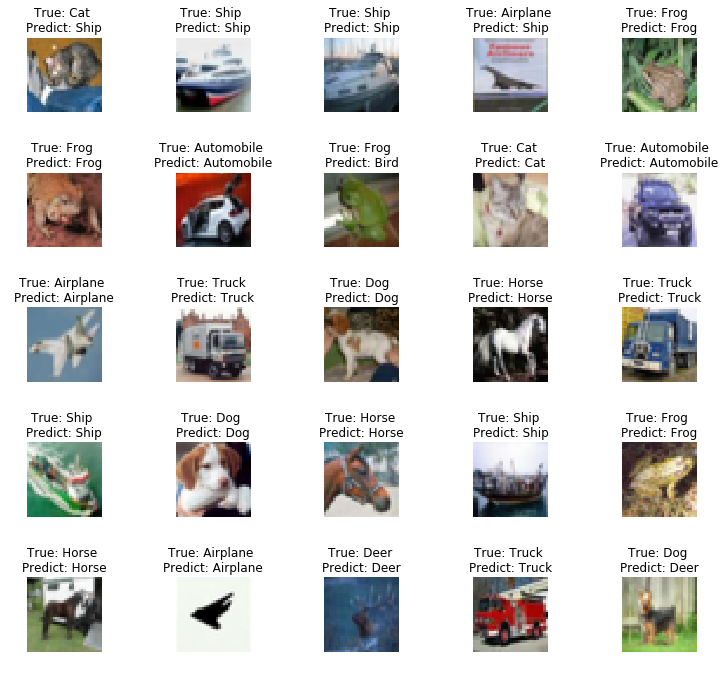 True: Cat
Predict: Ship
True: Ship
Predict: Ship
True: Ship
Predict: Ship
True: Airplane
Predict: Ship
True: Frog
Predict: Frog
True: Frog
Predict: Frog
True: Automobile
Predict: Automobile
True: Frog
Predict: Bird
True: Cat
Predict: Cat
True: Automobile
Predict: Automobile
True: Airplane
Predict: Airplane
True: Truck
Predict: Truck
True: Dog
Predict: Dog
True: Horse
Predict: Horse
True: Truck
Predict: Truck
True: Ship
Predict: Ship
True: Dog
Predict: Dog
True: Horse
Predict: Horse
True: Ship
Predict: Ship
True: Frog
Predict: Frog
True: Horse
Predict: Horse
True: Airplane
Predict: Airplane
True: Deer
Predict: Deer
True: Truck
Predict: Truck
True: Dog
Predict: Deer